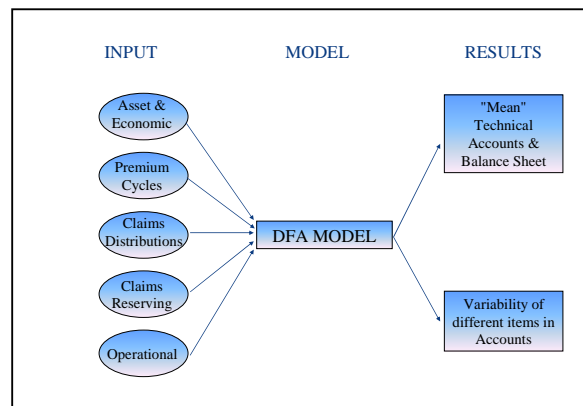 INPUT
MODEL
RESULTS
Asset &
Economic
Premium
Cycles
Claims
Distributions
Claims
Reserving
Operational
DFA MODEL
"Mean"
Technical
Accounts &
Balance Sheet
Variability of
different items in
Accounts